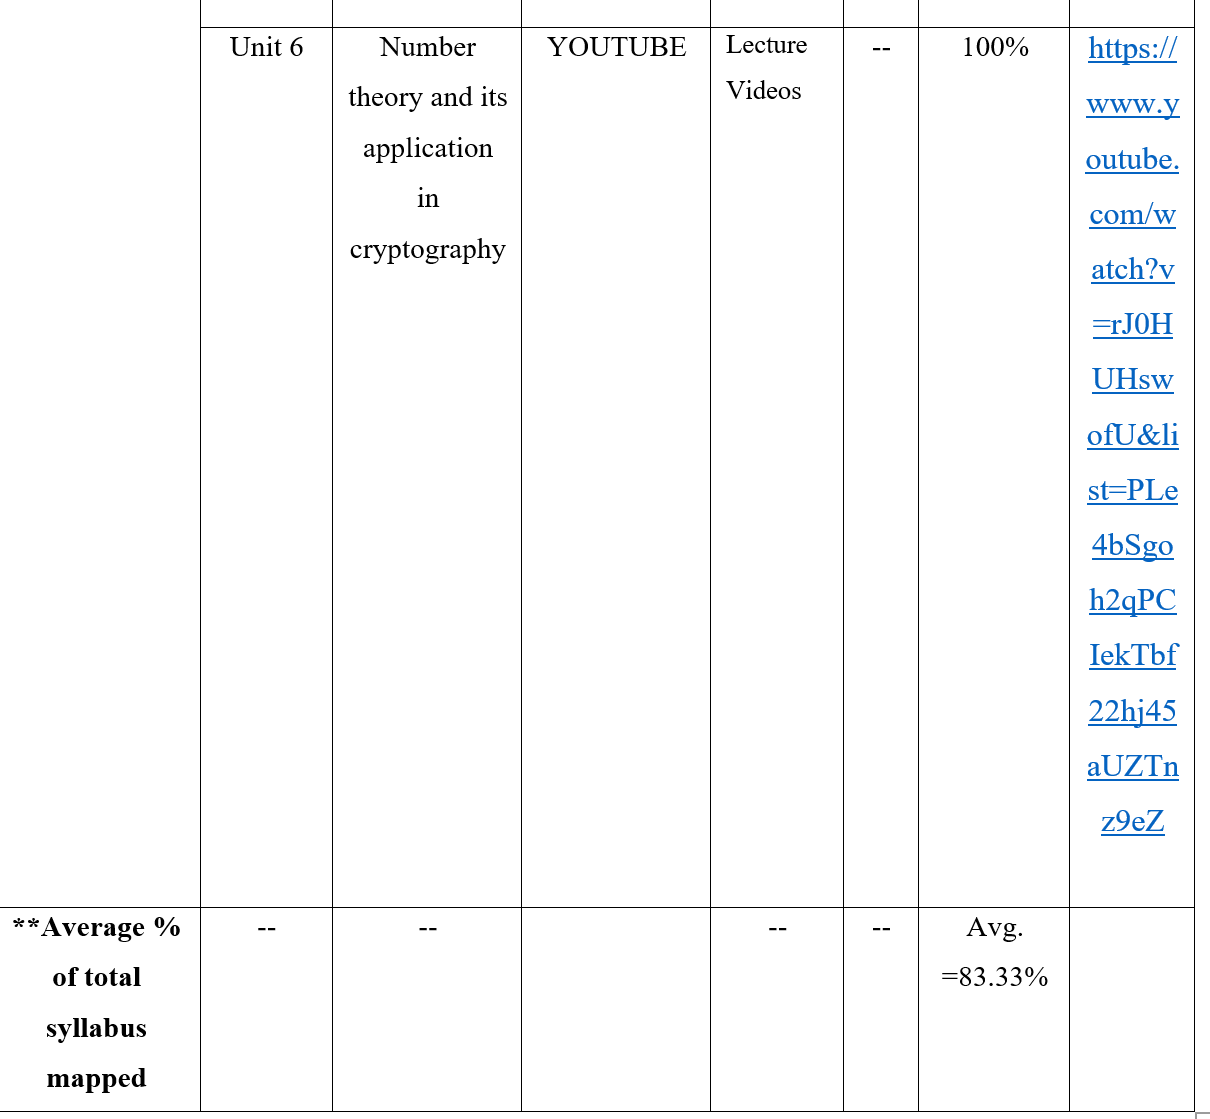 Unit 6
Number
theory and its
application
in
cryptography
YOUTUBE
Lecture
Videos
--
100%
https://
www.y
outube.
com/w
atch?v
=rJ0H
UHsw
ofU&li
st=PLe
4bSgo
h2qPC
IekTbf
22hj45
aUZTn
z9eZ
**Average %
of total
syllabus
mapped
--
--
--
--
Avg.
=83.33%